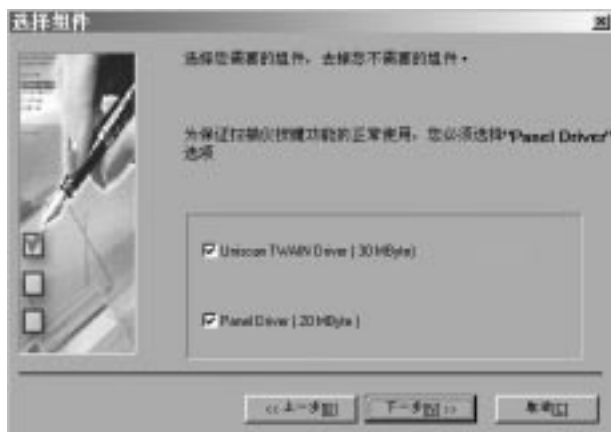 选择组件
选择您需要的组件，去掉您不需要的组件。
为保证扫描仪按键功能的正常使用，您必须选择"Panel Driver"
选项
Uniscan TWAIN Driver ( 30 MByte)
Panel Driver ( 20 MByte )
<< 上一步[B]
下一步[N] >>
取消[C]